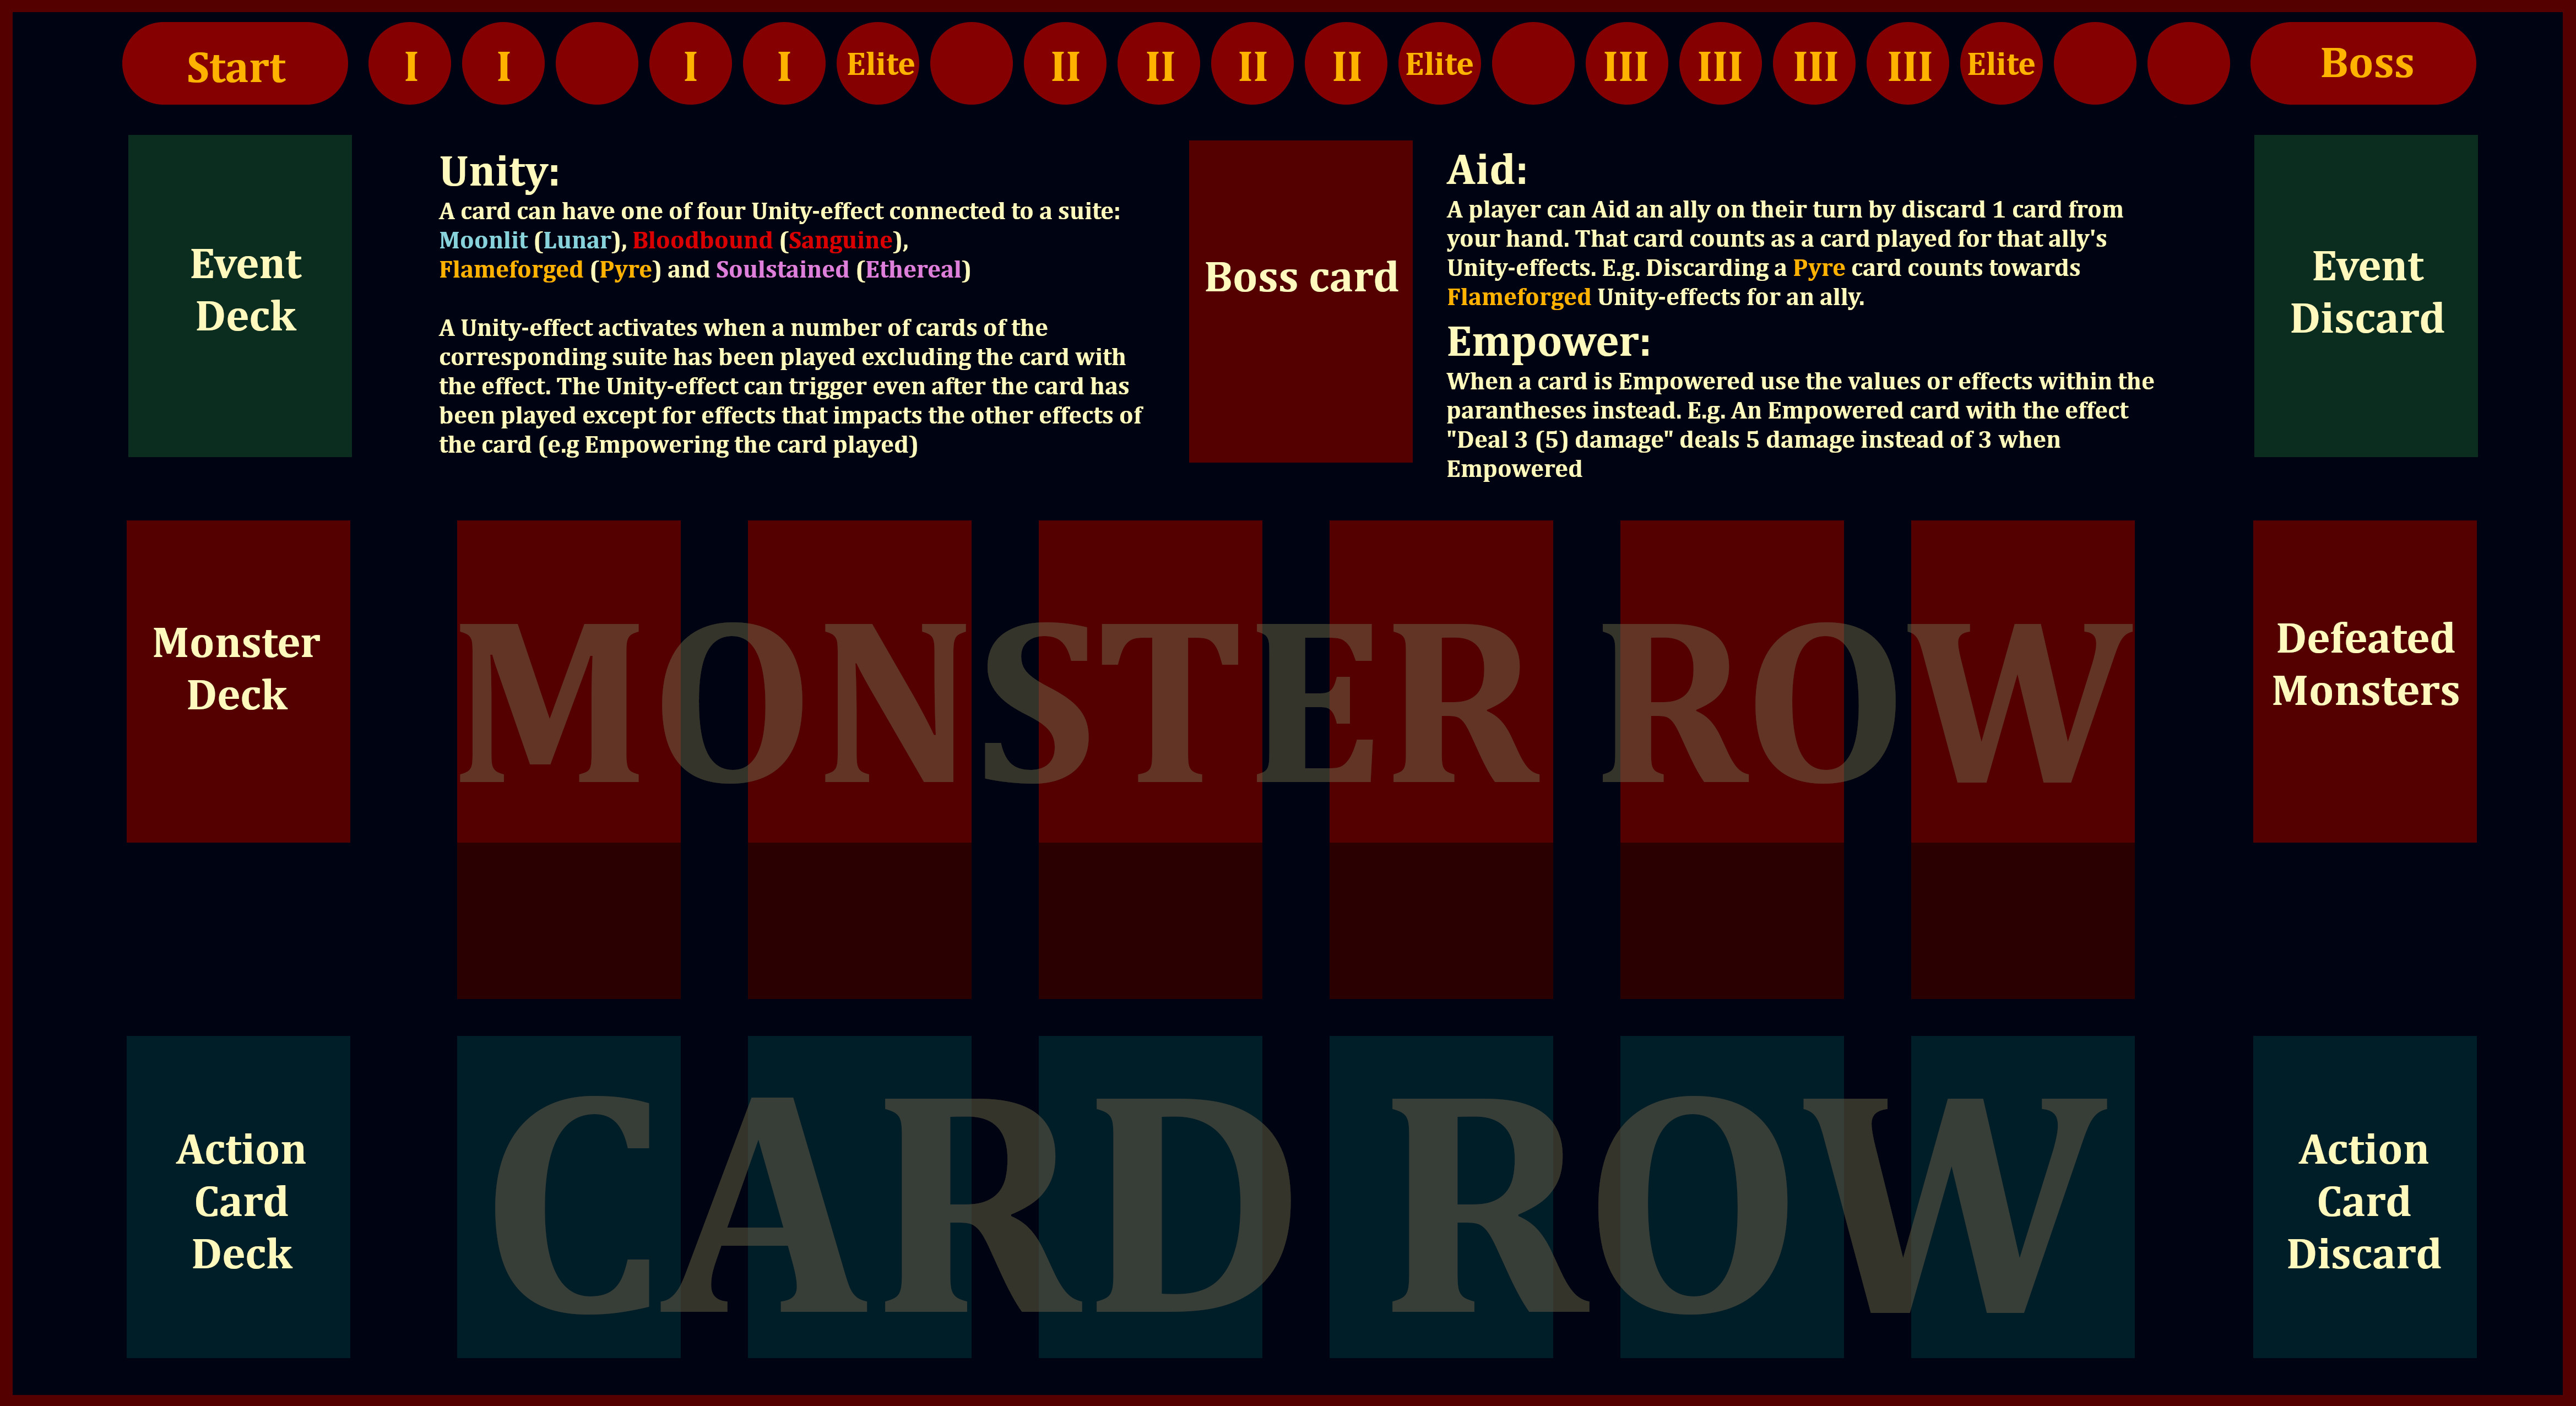 Start I I I I Elite II II II II Elite III III III III Elite Boss
Event
Deck
Unity:
A card can have one of four Unity-effect connected to a suite:
Moonlit (Lunar), Bloodbound (Sanguine),
Flameforged (Pyre) and Soulstained (Ethereal)
A Unity-effect activates when a number of cards of the
corresponding suite has been played excluding the card with
the effect. The Unity-effect can trigger even after the card has
been played except for effects that impacts the other effects of
the card (e.g Empowering the card played)
Boss card
Aid:
A player can Aid an ally on their turn by discard 1 card from
your hand. That card counts as a card played for that ally's
Unity-effects. E.g. Discarding a Pyre card counts towards
Flameforged Unity-effects for an ally.
Empower:
When a card is Empowered use the values or effects within the
parantheses instead. E.g. An Empowered card with the effect
"Deal 3 (5) damage" deals 5 damage instead of 3 when
Empowered
Event
Discard
Monster
Deck
MONSTER ROW
Defeated
Monsters
Action
Card
Deck
CARD ROW
Action
Card
Discard